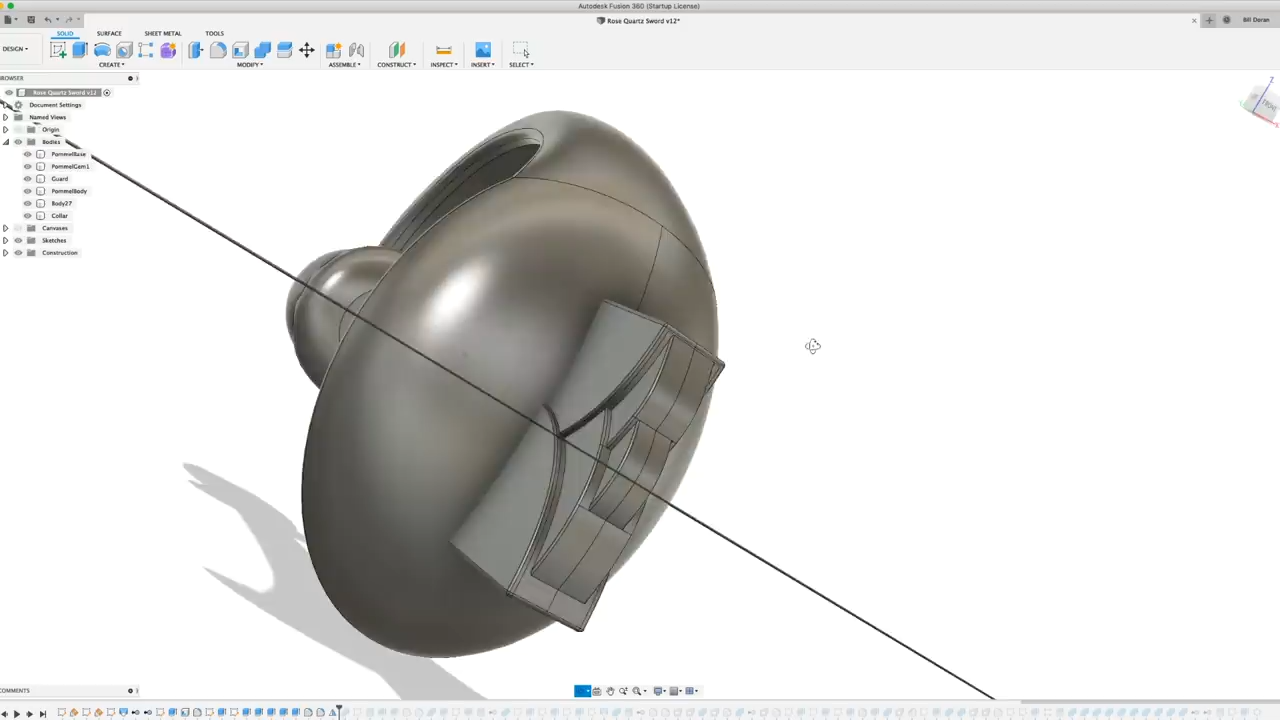 Autodesk Fusion 360 (Startup License)
Rose Quartz Sword v12*
Bill Doran
SOLID SURFACE SHEET METAL TOOLS
DESIGN▾
CREATE▾ MODIFY▾ ASSEMBLE▾ CONSTRUCT▾ INSPECT▾ INSERT▾ SELECT▾
BROWSER
Rose Quartz Sword v12
Document Settings
Named Views
Origin
Bodies
PommelBase
PommelGem1
Guard
PommelBody
Body27
Collar
Canvases
Sketches
Construction
Z
COMMENTS